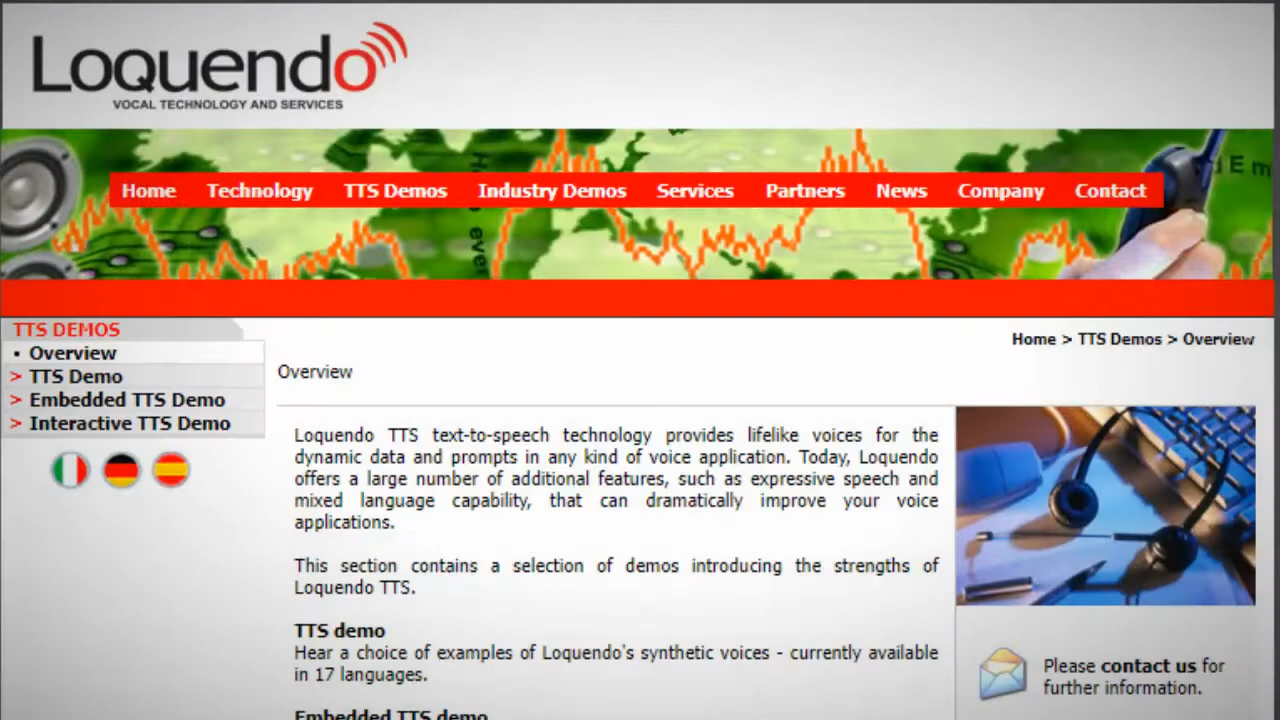 Loquendo
VOCAL TECHNOLOGY AND SERVICES
Home Technology TTS Demos Industry Demos Services Partners News Company Contact
TTS DEMOS
• Overview
> TTS Demo
> Embedded TTS Demo
> Interactive TTS Demo
Home > TTS Demos > Overview
Overview
Loquendo TTS text-to-speech technology provides lifelike voices for the
dynamic data and prompts in any kind of voice application. Today, Loquendo
offers a large number of additional features, such as expressive speech and
mixed language capability, that can dramatically improve your voice
applications.
This section contains a selection of demos introducing the strengths of
Loquendo TTS.
TTS demo
Hear a choice of examples of Loquendo's synthetic voices - currently available
in 17 languages.
Embedded TTS demo
Please contact us for
further information.